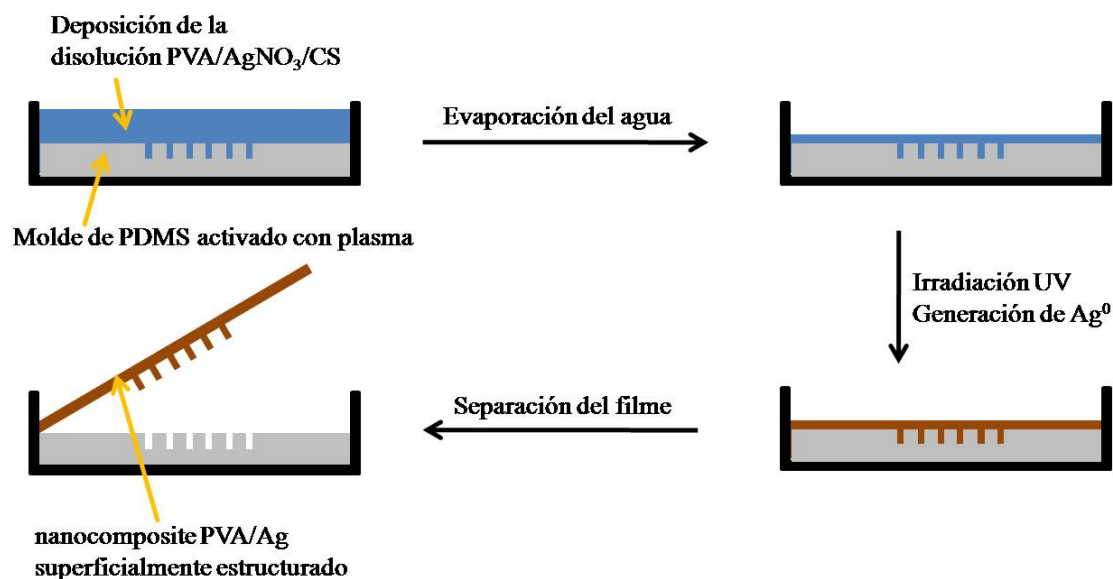 Deposición de la
disolución PVA/AgNO₃/CS
Evaporación del agua
Molde de PDMS activado con plasma
Irradiación UV
Generación de Ag⁰
Separación del filme
nanocomposite PVA/Ag
superficialmente estructurado